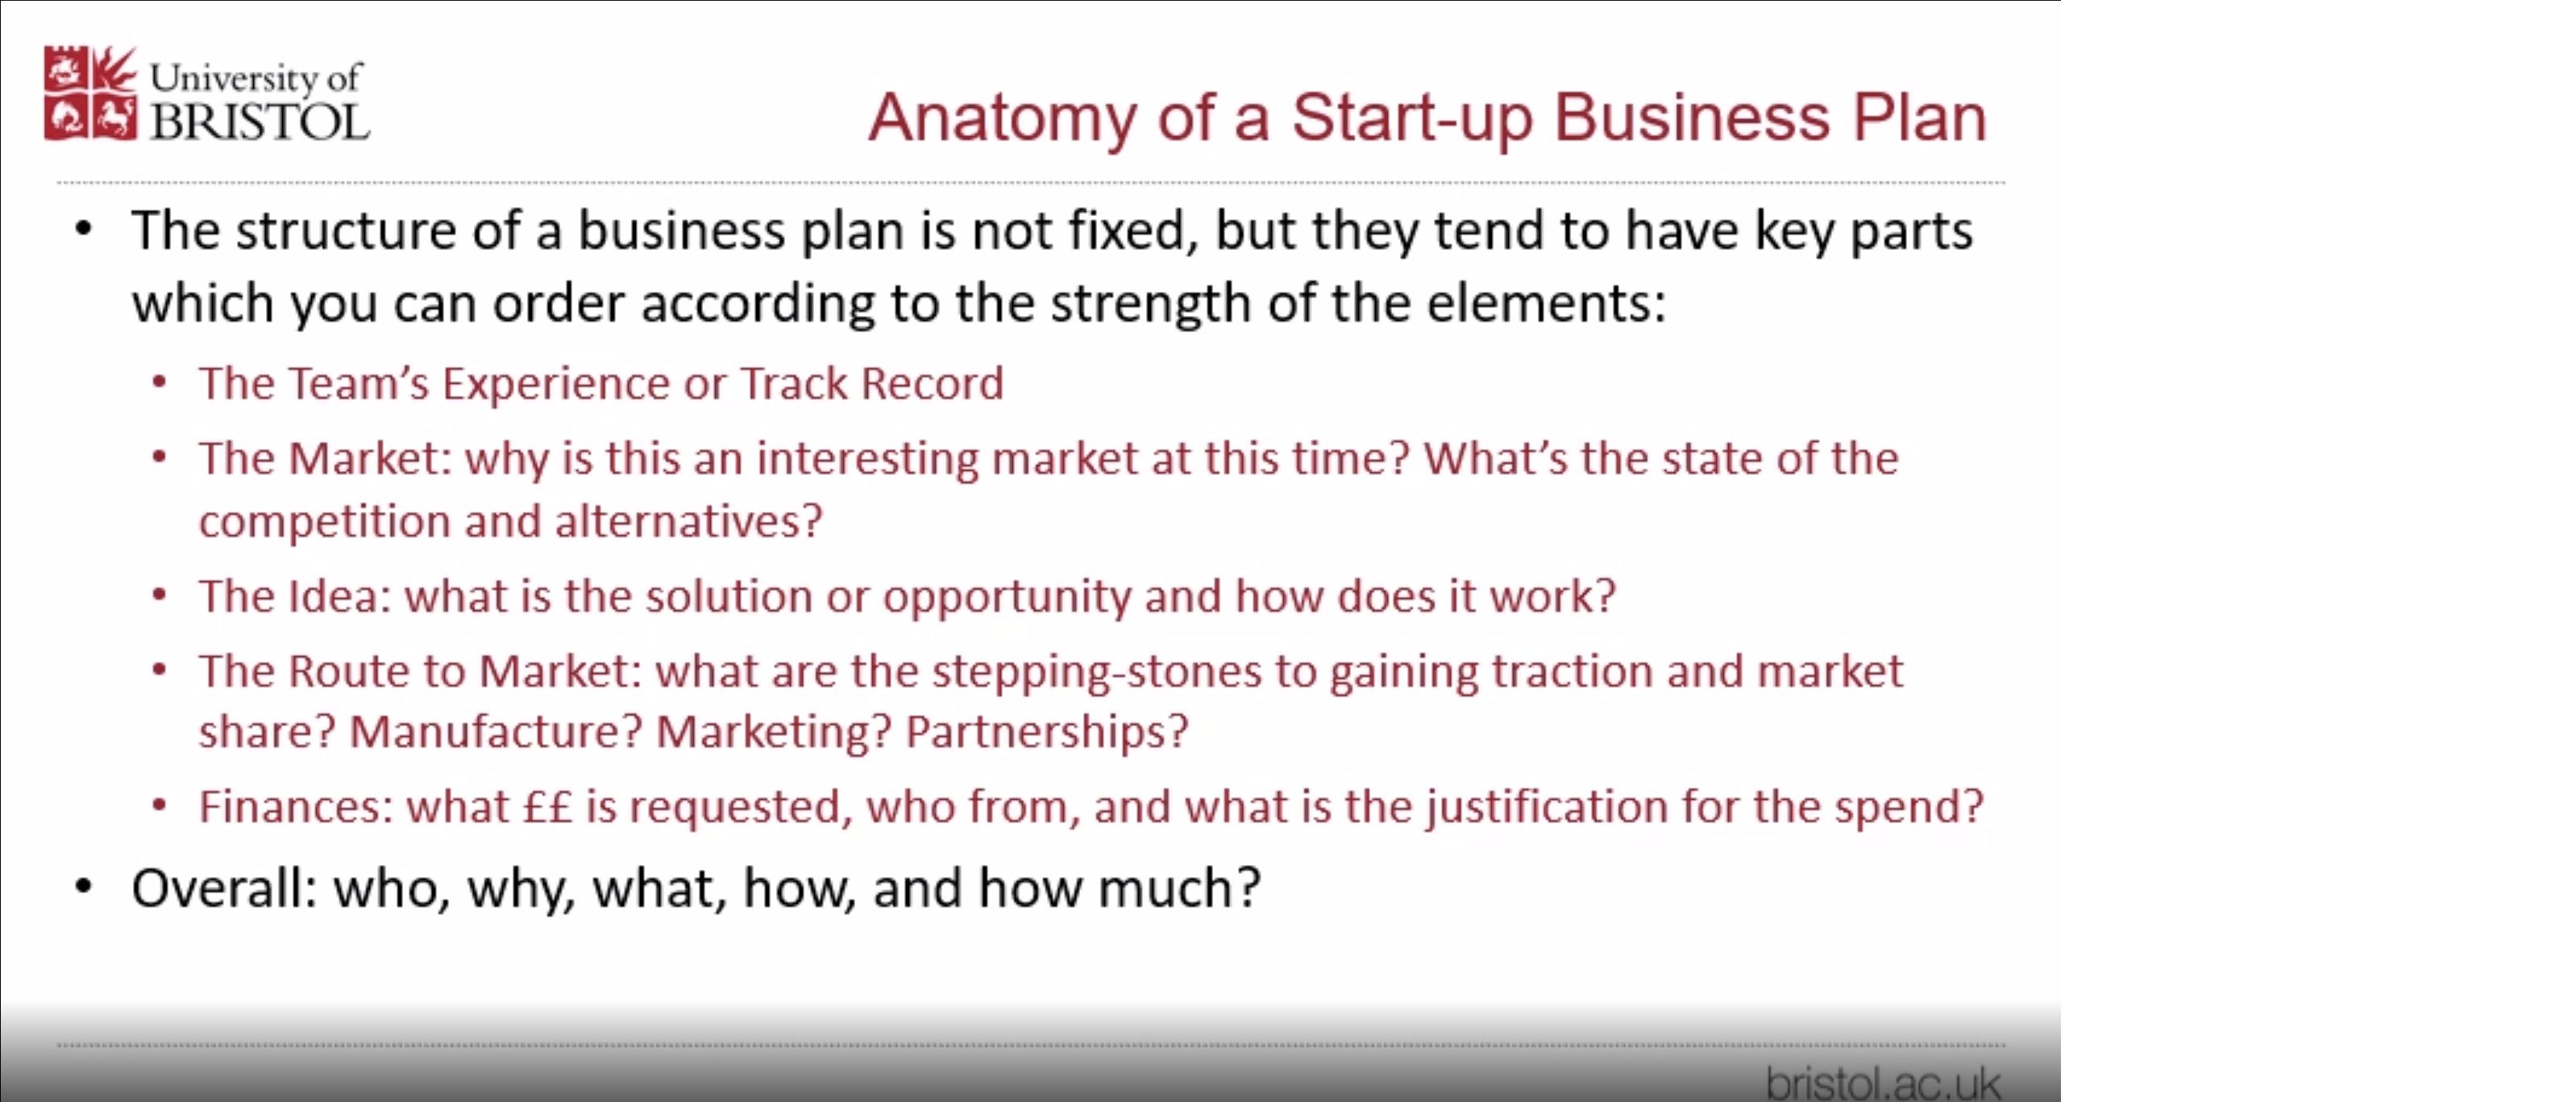 University of
BRISTOL
Anatomy of a Start-up Business Plan
• The structure of a business plan is not fixed, but they tend to have key parts
which you can order according to the strength of the elements:
• The Team’s Experience or Track Record
• The Market: why is this an interesting market at this time? What’s the state of the
competition and alternatives?
• The Idea: what is the solution or opportunity and how does it work?
• The Route to Market: what are the stepping-stones to gaining traction and market
share? Manufacture? Marketing? Partnerships?
• Finances: what ££ is requested, who from, and what is the justification for the spend?
• Overall: who, why, what, how, and how much?
bristol.ac.uk